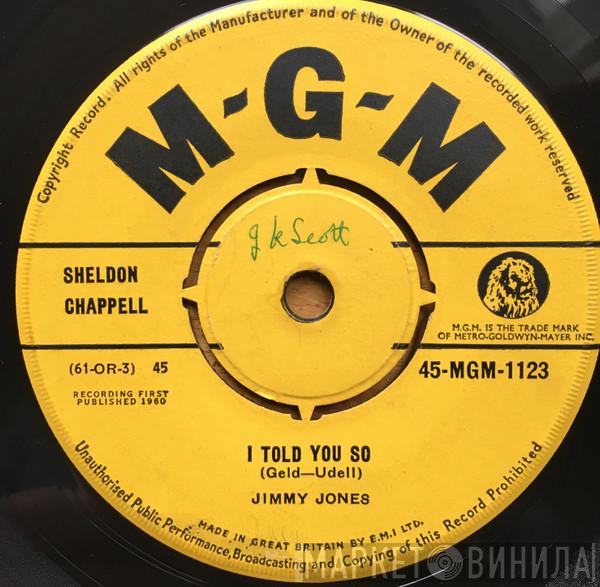 Copyright Record. All rights of the Manufacturer and of the Owner of the recorded work reserved
M-G-M
J K Scott.
SHELDON
CHAPPELL
M.G.M. IS THE TRADE MARK
OF METRO-GOLDWYN-MAYER INC.
(61-OR-3) 45
45-MGM-1123
RECORDING FIRST
PUBLISHED 1960
I TOLD YOU SO
(Geld—Udell)
JIMMY JONES
MADE IN GREAT BRITAIN BY E.M.I LTD.
Unauthorised Public Performance, Broadcasting and Copying of this Record Prohibited
МАРКЕТ ВИНИЛА